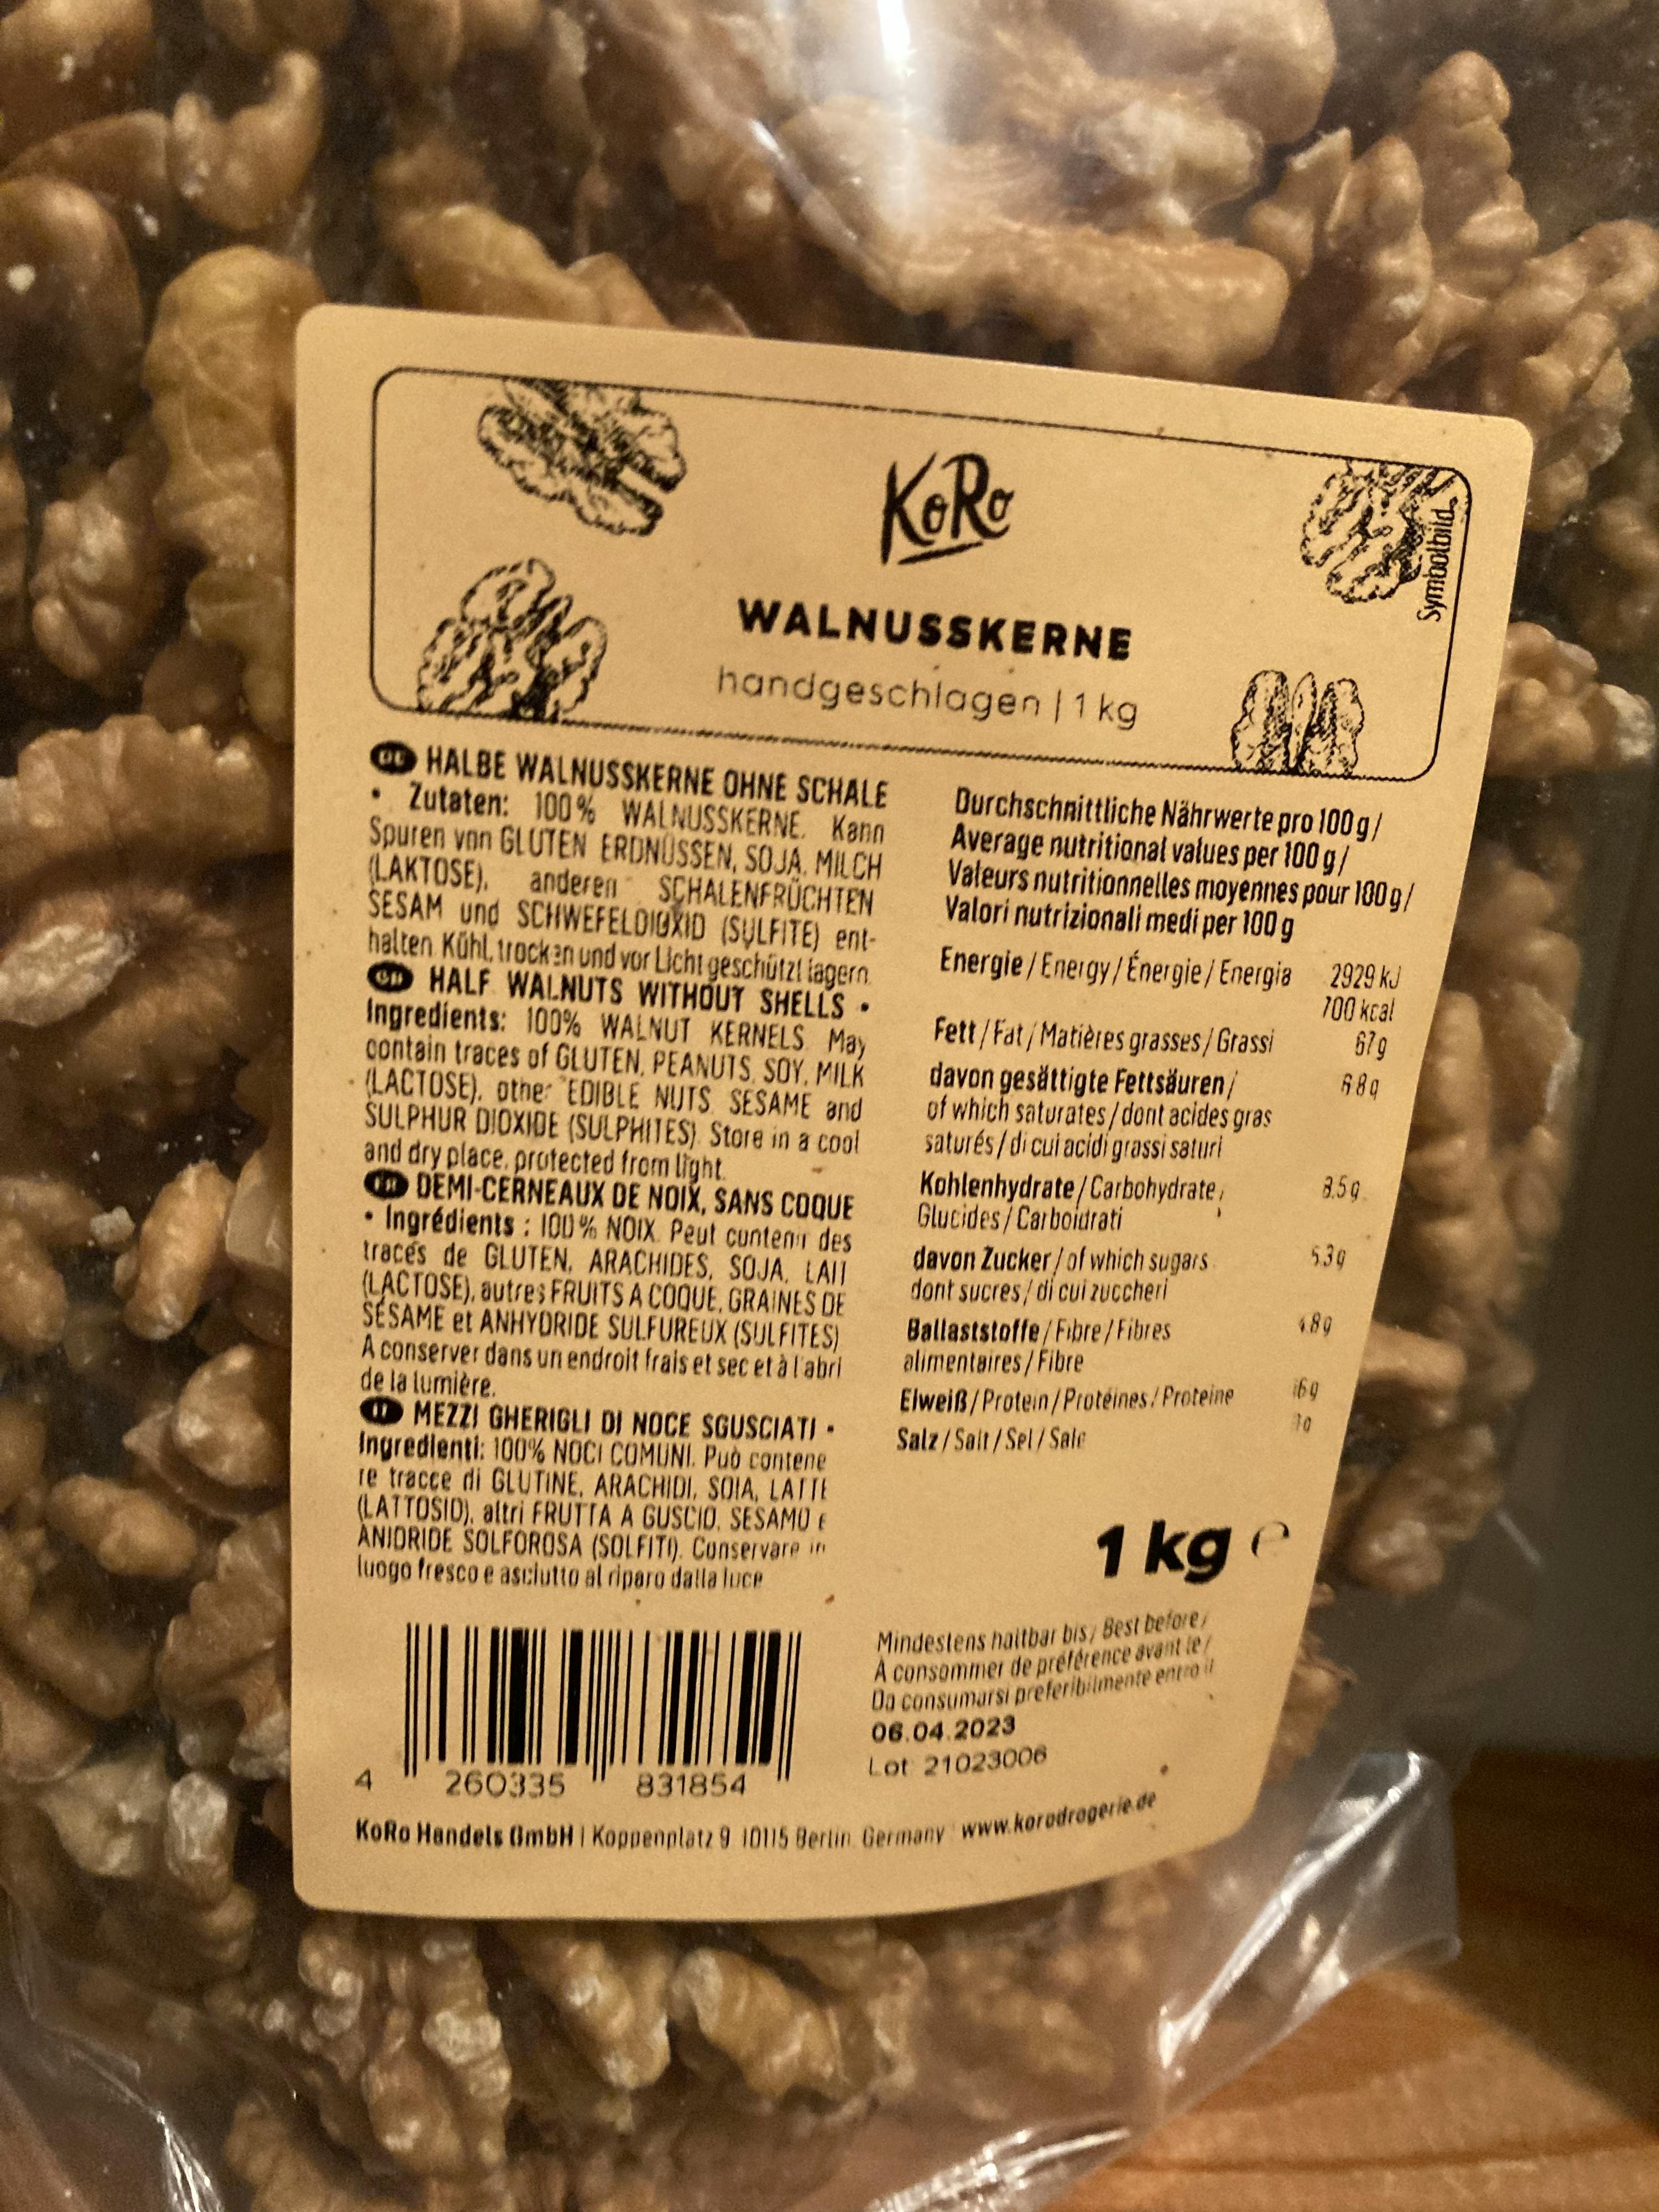 KoRo
Symbolbild
WALNUSSKERNE
handgeschlagen | 1 kg
DE HALBE WALNUSSKERNE OHNE SCHALE
• Zutaten: 100% WALNUSSKERNE. Kann
Spuren von GLUTEN ERDNÜSSEN, SOJA, MILCH
(LAKTOSE), anderen SCHALENFRÜCHTEN
SESAM und SCHWEFELDIOXID (SULFITE) ent-
halten. Kühl, trocken und vor Licht geschützt lagern.
EN HALF WALNUTS WITHOUT SHELLS •
Ingredients: 100% WALNUT KERNELS. May
contain traces of GLUTEN, PEANUTS, SOY, MILK
(LACTOSE), other EDIBLE NUTS, SESAME and
SULPHUR DIOXIDE (SULPHITES). Store in a cool
and dry place, protected from light.
FR DEMI-CERNEAUX DE NOIX, SANS COQUE
• Ingrédients : 100% NOIX. Peut contenir des
traces de GLUTEN, ARACHIDES, SOJA, LAIT
(LACTOSE), autres FRUITS A COQUE, GRAINES DE
SÉSAME et ANHYDRIDE SULFUREUX (SULFITES)
A conserver dans un endroit frais et sec et à l'abri
de la lumière.
IT MEZZI GHERIGLI DI NOCE SGUSCIATI •
Ingredienti: 100% NOCI COMUNI. Può contene
re tracce di GLUTINE, ARACHIDI, SOIA, LATTE
(LATTOSIO), altri FRUTTA A GUSCIO, SESAMO E
ANIDRIDE SOLFOROSA (SOLFITI). Conservare in
luogo fresco e asciutto al riparo dalla luce
Durchschnittliche Nährwerte pro 100 g /
Average nutritional values per 100 g /
Valeurs nutritionnelles moyennes pour 100 g /
Valori nutrizionali medi per 100 g
Energie / Energy / Énergie / Energia 2929 kJ
700 kcal
Fett / Fat / Matières grasses / Grassi 67 g
davon gesättigte Fettsäuren / 6.8 g
of which saturates / dont acides gras
saturés / di cui acidi grassi saturi
Kohlenhydrate / Carbohydrate /
Glucides / Carboidrati
davon Zucker / of which sugars 5.3 g
dont sucres / di cui zuccheri
Ballaststoffe / Fibre / Fibres
alimentaires / Fibre
Eiweiß / Protein / Protéines / Proteine
Salz / Salt / Sel / Sale
1 kg e
Mindestens haltbar bis / Best before /
À consommer de préférence avant le /
Da consumarsi preferibilmente entro il
06.04.2023
Lot 21023006
4 260335 831854
KoRo Handels GmbH | Koppenplatz 9 10115 Berlin, Germany www.korodrogerie.de